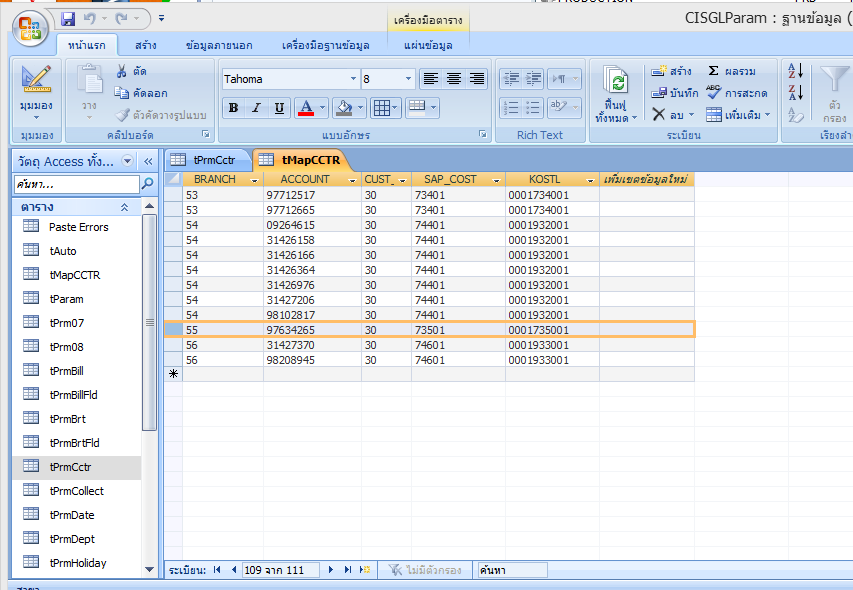 PRODUCTION PRD
CISGLParam : ฐานข้อมูล (
เครื่องมือตาราง
หน้าแรก สร้าง ข้อมูลภายนอก เครื่องมือฐานข้อมูล แผ่นข้อมูล
มุมมอง
วาง
ตัด
คัดลอก
ตัวคัดวางรูปแบบ
Tahoma 8
B I U A
ฟื้นฟู
ทั้งหมด
สร้าง
บันทึก
ลบ
Σ ผลรวม
ABC การสะกด
เพิ่มเติม
ตัว
กรอง
มุมมอง คลิปบอร์ด แบบอักษร Rich Text ระเบียน เรียงลำ
วัตถุ Access ทั้ง... «
ค้นหา...
ตาราง
Paste Errors
tAuto
tMapCCTR
tParam
tPrm07
tPrm08
tPrmBill
tPrmBillFld
tPrmBrt
tPrmBrtFld
tPrmCctr
tPrmCollect
tPrmDate
tPrmDept
tPrmHoliday
tPrmCctr tMapCCTR
BRANCH ACCOUNT CUST_ SAP_COST KOSTL เพิ่มเขตข้อมูลใหม่
53 97712517 30 73401 0001734001
53 97712665 30 73401 0001734001
54 09264615 30 74401 0001932001
54 31426158 30 74401 0001932001
54 31426166 30 74401 0001932001
54 31426364 30 74401 0001932001
54 31426976 30 74401 0001932001
54 31427206 30 74401 0001932001
54 98102817 30 74401 0001932001
55 97634265 30 73501 0001735001
56 31427370 30 74601 0001933001
56 98208945 30 74601 0001933001
ระเบียน: 109 จาก 111 ไม่มีตัวกรอง ค้นหา